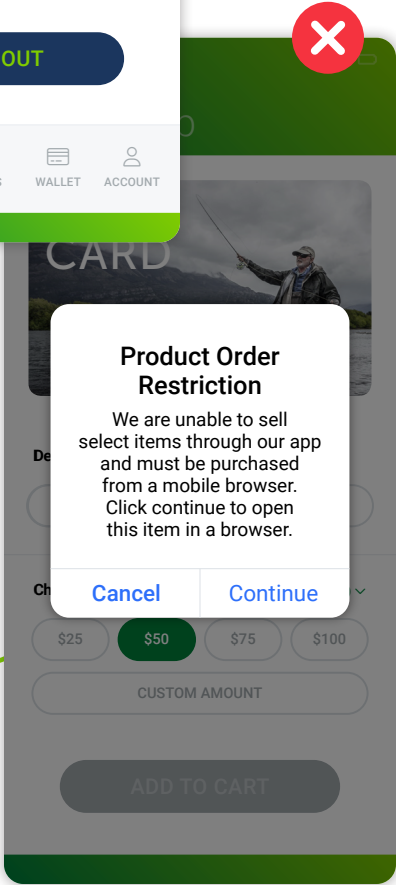 OUT
WALLET
ACCOUNT
CARD
Product Order
Restriction
We are unable to sell
select items through our app
and must be purchased
from a mobile browser.
Click continue to open
this item in a browser.
De
Cancel
Continue
Ch
$25
$50
$75
$100
CUSTOM AMOUNT
ADD TO CART